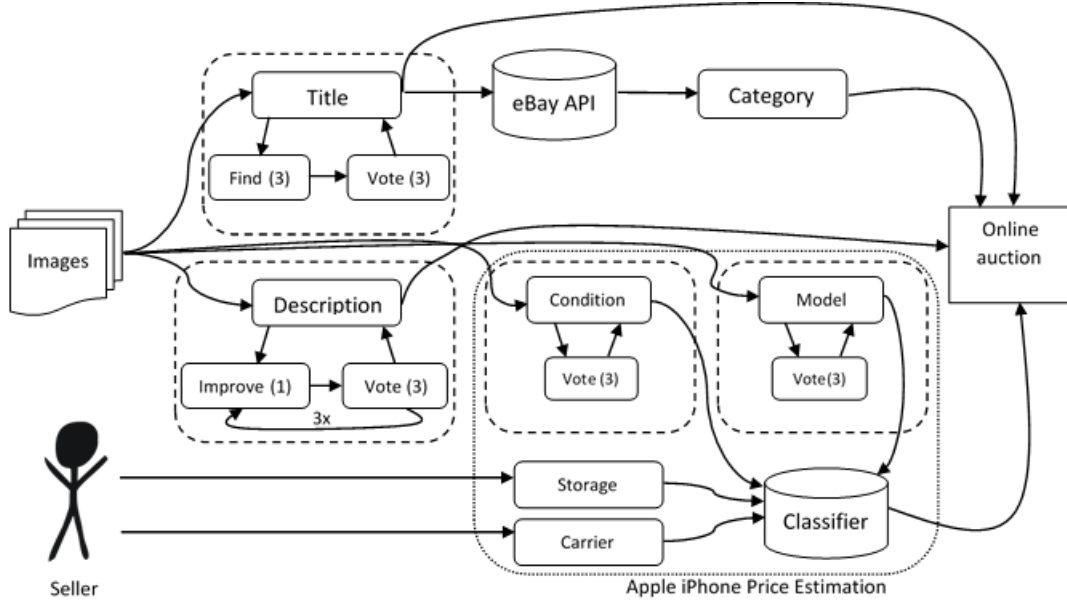 Title
eBay API
Category
Find (3)
Vote (3)
Images
Online
auction
Description
Condition
Model
Improve (1)
Vote (3)
Vote (3)
Vote(3)
3x
Storage
Classifier
Carrier
Seller
Apple iPhone Price Estimation